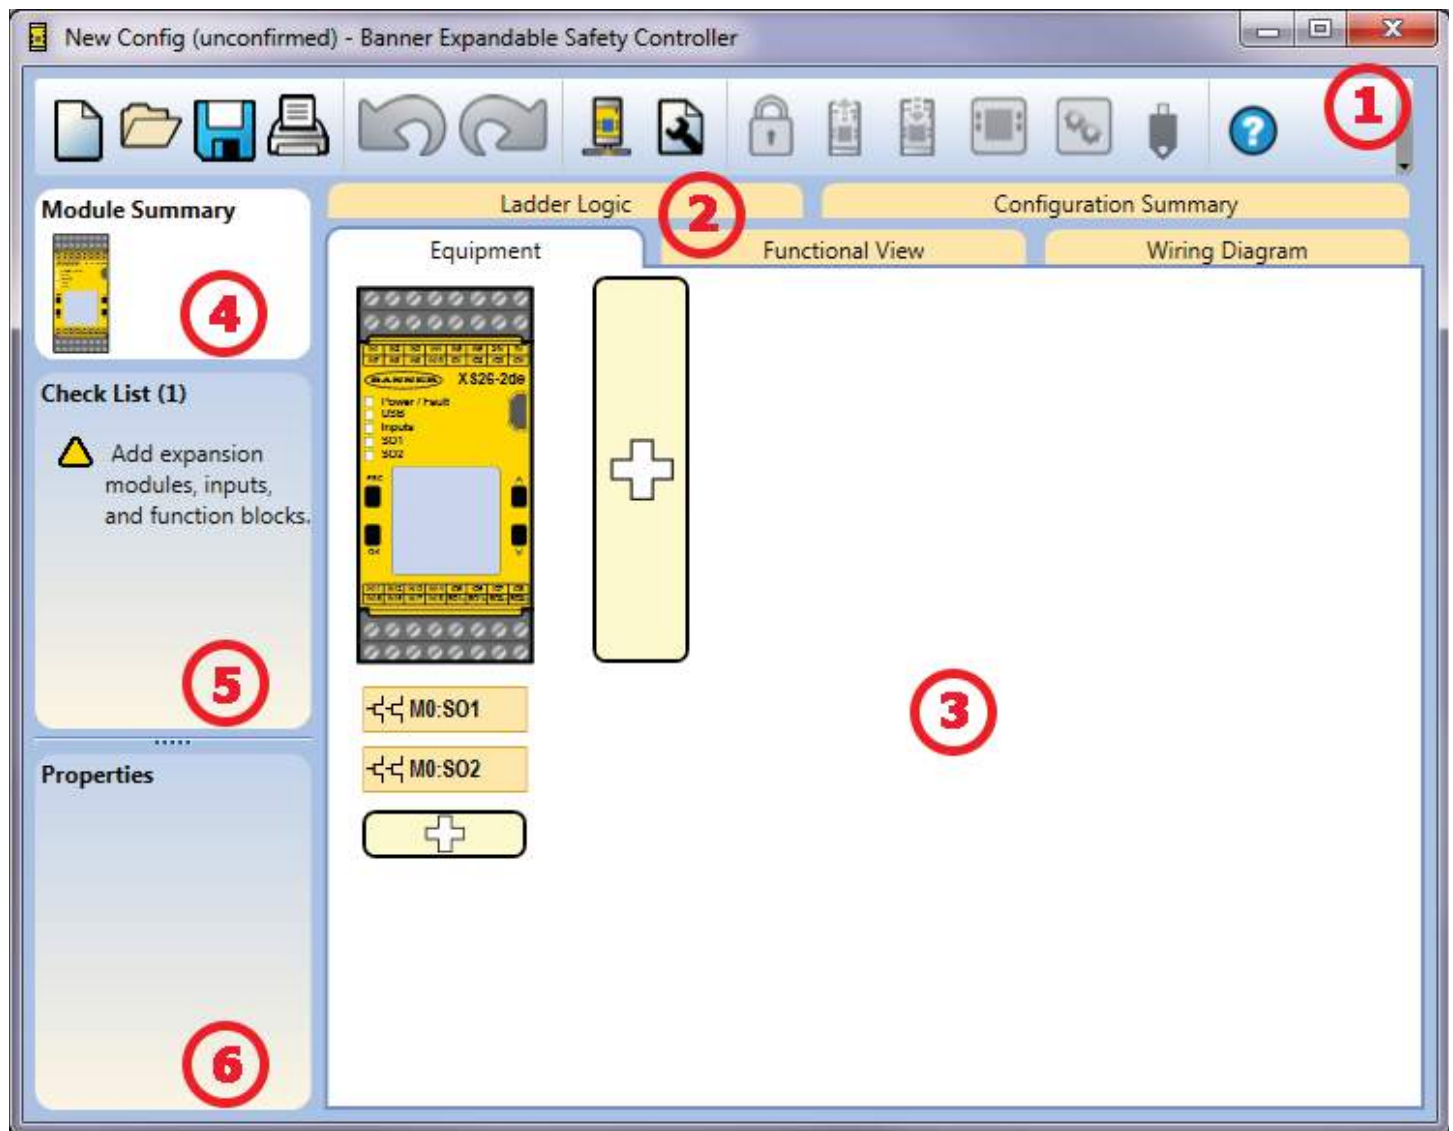 New Config (unconfirmed) - Banner Expandable Safety Controller
X
?
1
Module Summary
Ladder Logic
2
Configuration Summary
Equipment
Functional View
Wiring Diagram
4
BANNER XS26-2de
Power / Fault
USB
Inputs
SO1
SO2
Check List (1)
Add expansion
modules, inputs,
and function blocks.
5
M0:SO1
3
M0:SO2
Properties
6